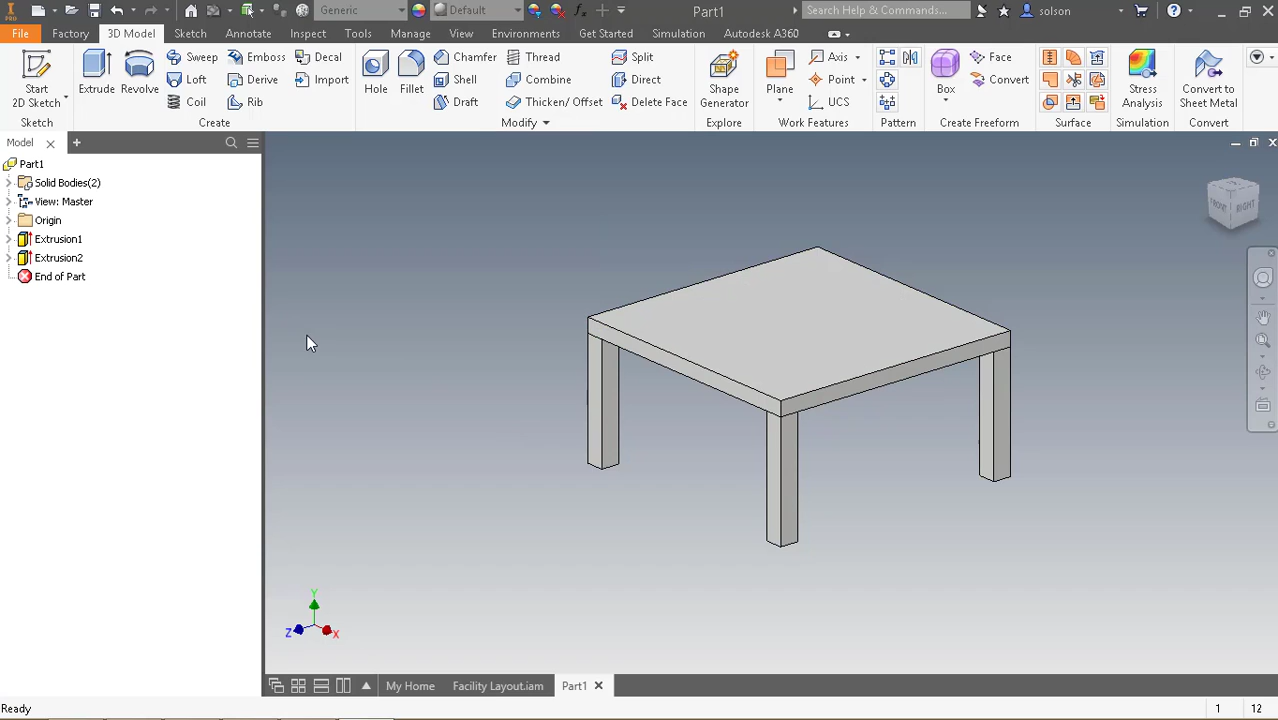 PRO Generic Default Part1 Search Help & Commands... solson
File Factory 3D Model Sketch Annotate Inspect Tools Manage View Environments Get Started Simulation Autodesk A360
Start 2D Sketch
Extrude
Revolve
Sweep
Loft
Coil
Emboss
Derive
Rib
Decal
Import
Hole
Fillet
Chamfer
Shell
Draft
Thread
Combine
Thicken/ Offset
Split
Direct
Delete Face
Shape Generator
Plane
Axis
Point
UCS
Box
Face
Convert
Stress Analysis
Convert to Sheet Metal
Sketch Create Modify Explore Work Features Pattern Create Freeform Surface Simulation Convert
Model
Part1
Solid Bodies(2)
View: Master
Origin
Extrusion1
Extrusion2
End of Part
FRONT RIGHT
Y
Z X
My Home Facility Layout.iam Part1
Ready 1 12